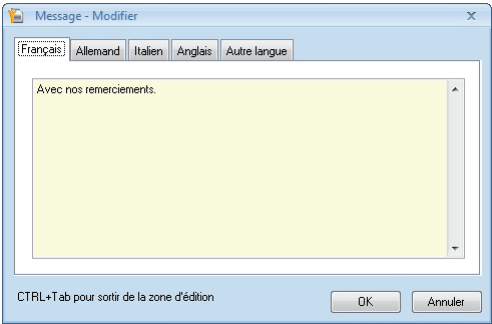 Message - Modifier
Français Allemand Italien Anglais Autre langue
Avec nos remerciements.
CTRL+Tab pour sortir de la zone d'édition OK Annuler